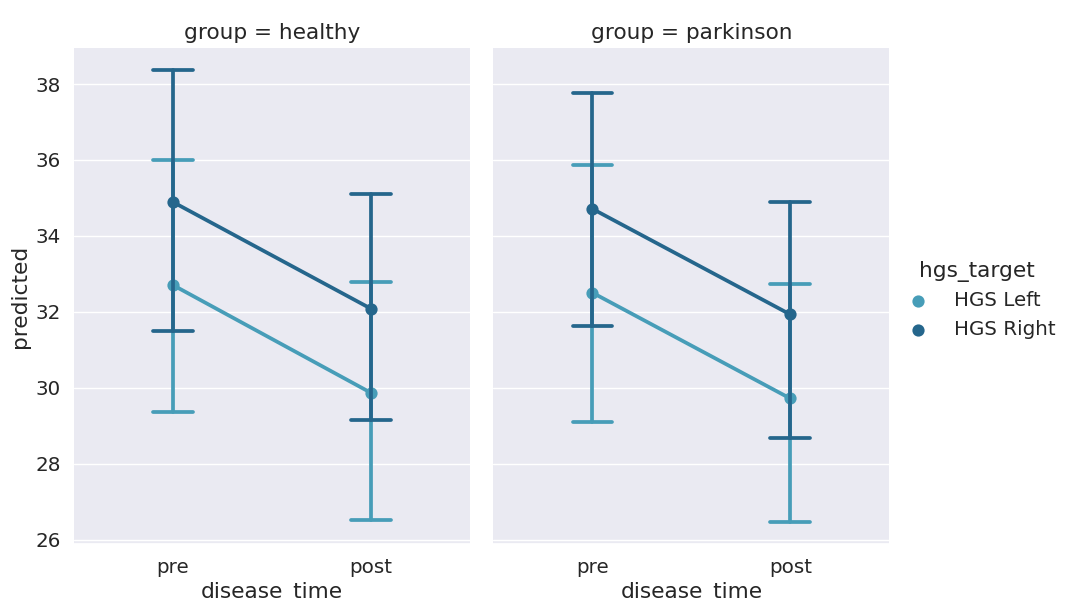 group = healthy
group = parkinson
38
36
34
32
30
28
26
predicted
pre
post
pre
post
disease_time
disease_time
hgs_target
HGS Left
HGS Right